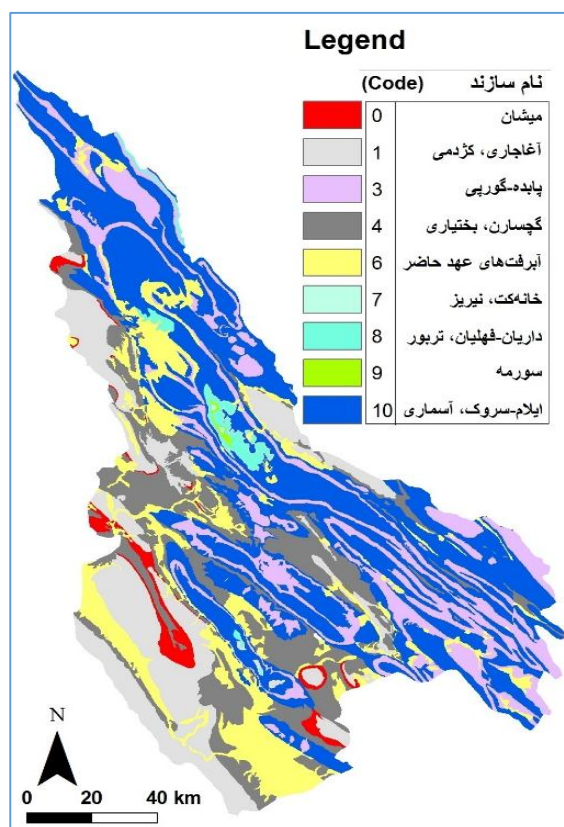 Legend
(Code) نام سازند
0 میشان
1 آغاجاری، کژدمی
3 پابده-گورپی
4 گچسارن، بختیاری
6 آبرفت‌های عهد حاضر
7 خانه‌کت، نیریز
8 داریان-فهلیان، تربور
9 سورمه
10 ایلام-سروک، آسماری
N
0 20 40 km